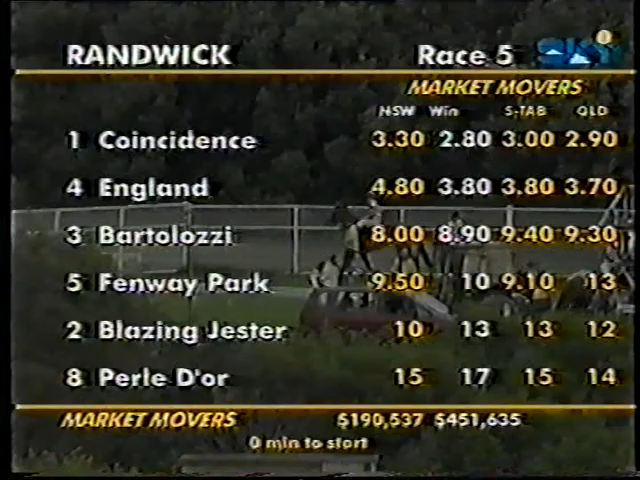 RANDWICK Race 5 SKY
MARKET MOVERS
NSW Win S-TAB QLD
1 Coincidence 3.30 2.80 3.00 2.90
4 England 4.80 3.80 3.80 3.70
3 Bartolozzi 8.00 8.90 9.40 9.30
5 Fenway Park 9.50 10 9.10 13
2 Blazing Jester 10 13 13 12
8 Perle D'or 15 17 15 14
MARKET MOVERS $190,537 $451,635
0 min to start